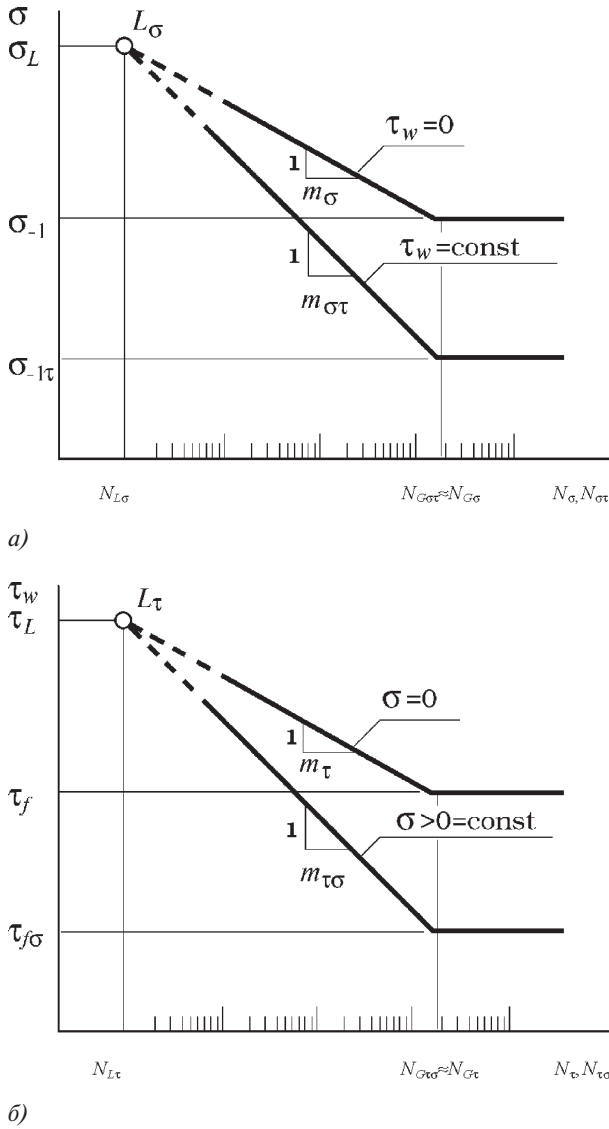 σ
σ_L
L_σ
τ_w=0
1
m_σ
σ_-1
τ_w=const
1
m_στ
σ_-1τ
N_Lσ
N_Gστ≈N_Gσ
N_σ, N_στ
а)
τ_w
τ_L
L_τ
σ=0
1
m_τ
τ_f
σ>0=const
1
m_τσ
τ_fσ
N_Lτ
N_Gτσ≈N_Gτ
N_τ, N_τσ
б)